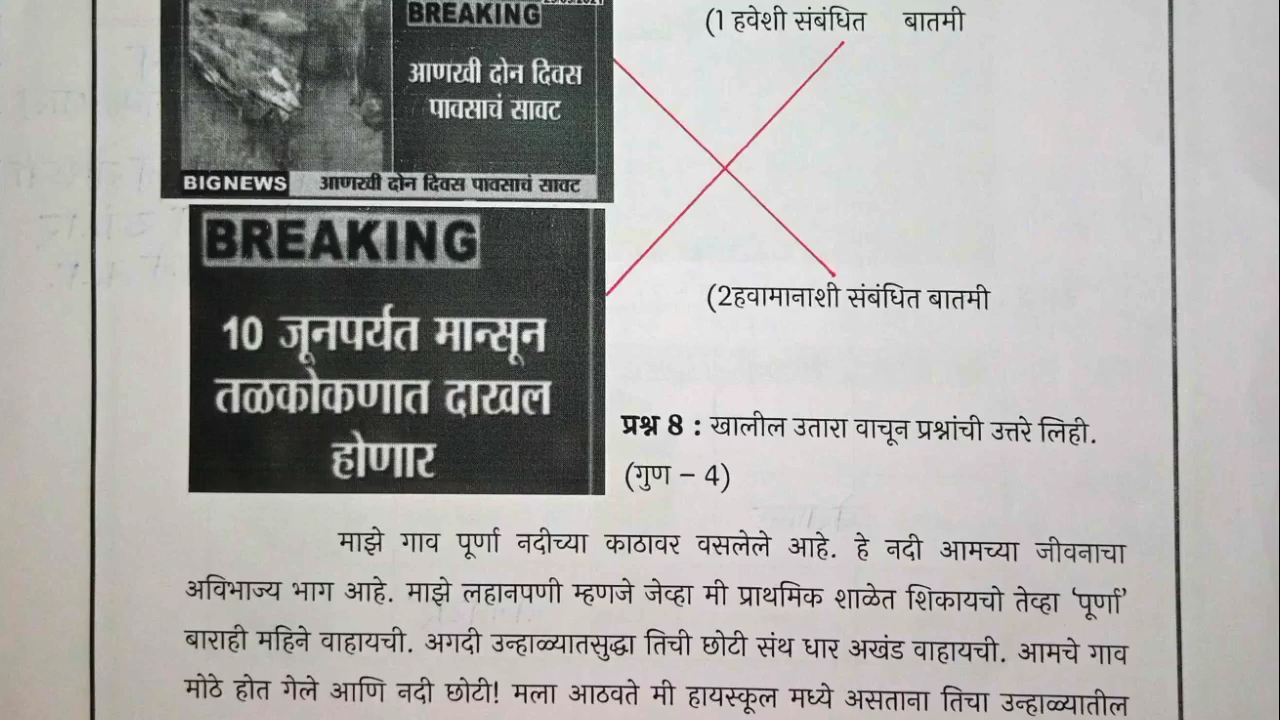 BREAKING
आणखी दोन दिवस
पावसाचं सावट
BIGNEWS आणखी दोन दिवस पावसाचं सावट
(1 हवेशी संबंधित बातमी
BREAKING
10 जूनपर्यंत मान्सून
तळकोकणात दाखल
होणार
(2हवामानाशी संबंधित बातमी
प्रश्न 8 : खालील उतारा वाचून प्रश्नांची उत्तरे लिही.
(गुण – 4)
माझे गाव पूर्णा नदीच्या काठावर वसलेले आहे. हे नदी आमच्या जीवनाचा
अविभाज्य भाग आहे. माझे लहानपणी म्हणजे जेव्हा मी प्राथमिक शाळेत शिकायचो तेव्हा 'पूर्णा'
बाराही महिने वाहायची. अगदी उन्हाळ्यातसुद्धा तिची छोटी संथ धार अखंड वाहायची. आमचे गाव
मोठे होत गेले आणि नदी छोटी! मला आठवते मी हायस्कूल मध्ये असताना तिचा उन्हाळ्यातील